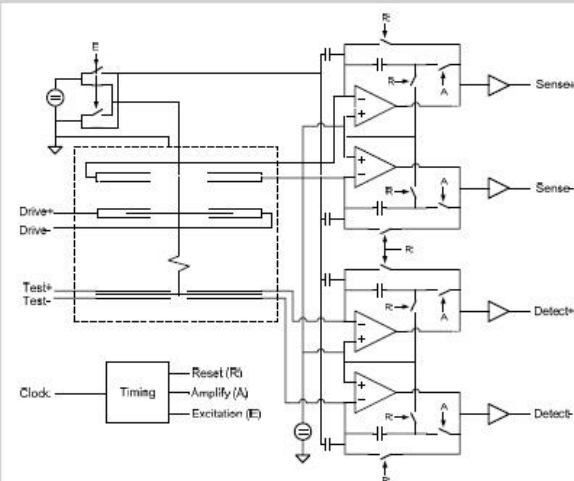 R
E
R
A
Sense+
A
R
Sense-
Drive+
Drive-
R
Test+
Test-
R
A
Detect+
Reset (R)
Clock
Timing
Amplify (A)
Excitation (E)
R
A
Detect-
R